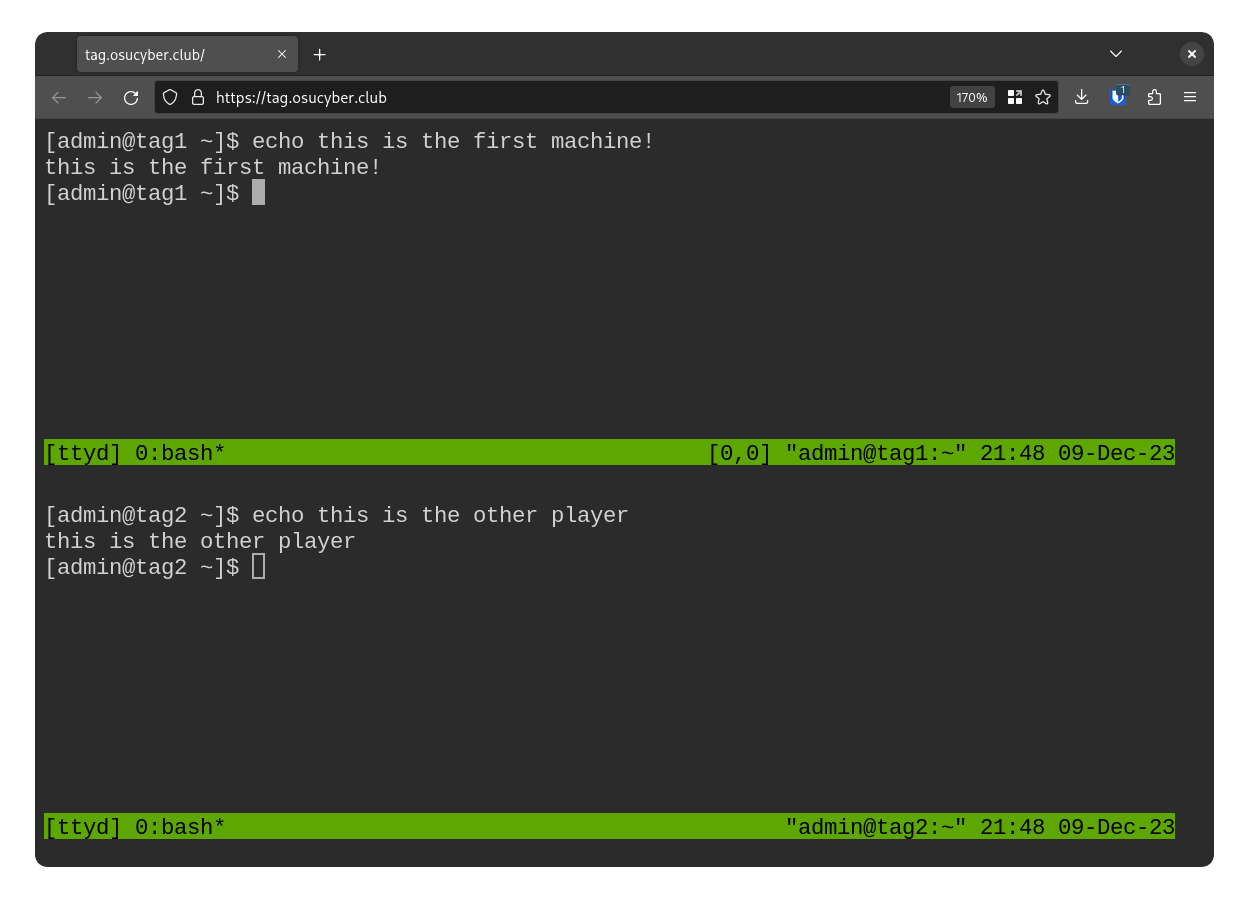 tag.osucyber.club/
https://tag.osucyber.club 170% 1
[admin@tag1 ~]$ echo this is the first machine!
this is the first machine!
[admin@tag1 ~]$
[ttyd] 0:bash* [0,0] "admin@tag1:~" 21:48 09-Dec-23
[admin@tag2 ~]$ echo this is the other player
this is the other player
[admin@tag2 ~]$
[ttyd] 0:bash* "admin@tag2:~" 21:48 09-Dec-23